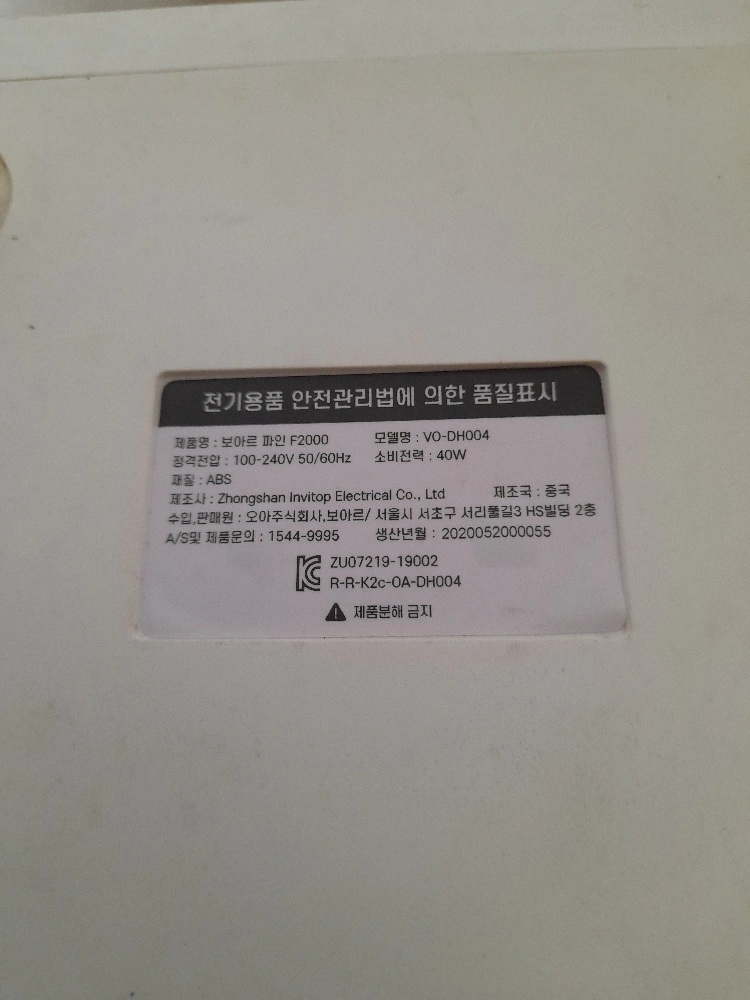 전기용품 안전관리법에 의한 품질표시
제품명 : 보아르 파인 F2000 모델명 : VO-DH004
정격전압 : 100-240V 50/60Hz 소비전력 : 40W
재질 : ABS
제조사 : Zhongshan Invitop Electrical Co., Ltd 제조국 : 중국
수입,판매원 : 오아주식회사,보아르/ 서울시 서초구 서리풀길3 HS빌딩 2층
A/S및 제품문의 : 1544-9995 생산년월 : 2020052000055
ZU07219-19002
R-R-K2c-OA-DH004
제품분해 금지